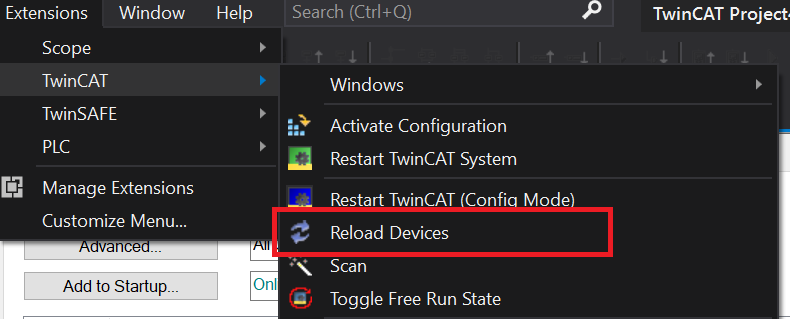 Extensions Window Help Search (Ctrl+Q) TwinCAT Project
Scope
TwinCAT
TwinSAFE
PLC
Manage Extensions
Customize Menu...
Windows
Activate Configuration
Restart TwinCAT System
Restart TwinCAT (Config Mode)
Reload Devices
Scan
Toggle Free Run State
Advanced...
All
Add to Startup...
Onl